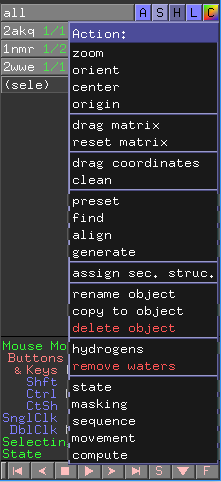 all A S H L C
2akq 1/1 Action:
zoom
1nmr 1/2 orient
2wwe 1/1 center
(sele) origin
drag matrix
reset matrix
drag coordinates
clean
preset
find
align
generate
assign sec. struc.
rename object
copy to object
delete object
Mouse Mo hydrogens
Buttons remove waters
& Keys
Shft state
Ctrl masking
CtSh sequence
SnglClk movement
DblClk compute
Selectin
State
S F